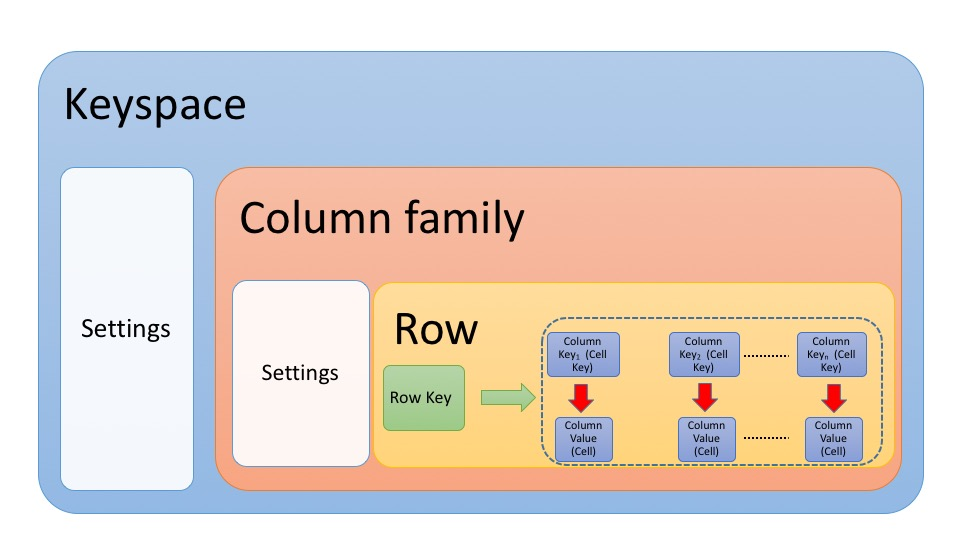 Keyspace
Settings
Column family
Settings
Row
Row Key
Column
Key₁ (Cell
Key)
Column
Key₂ (Cell
Key)
Column
Keyₙ (Cell
Key)
Column
Value
(Cell)
Column
Value
(Cell)
Column
Value
(Cell)